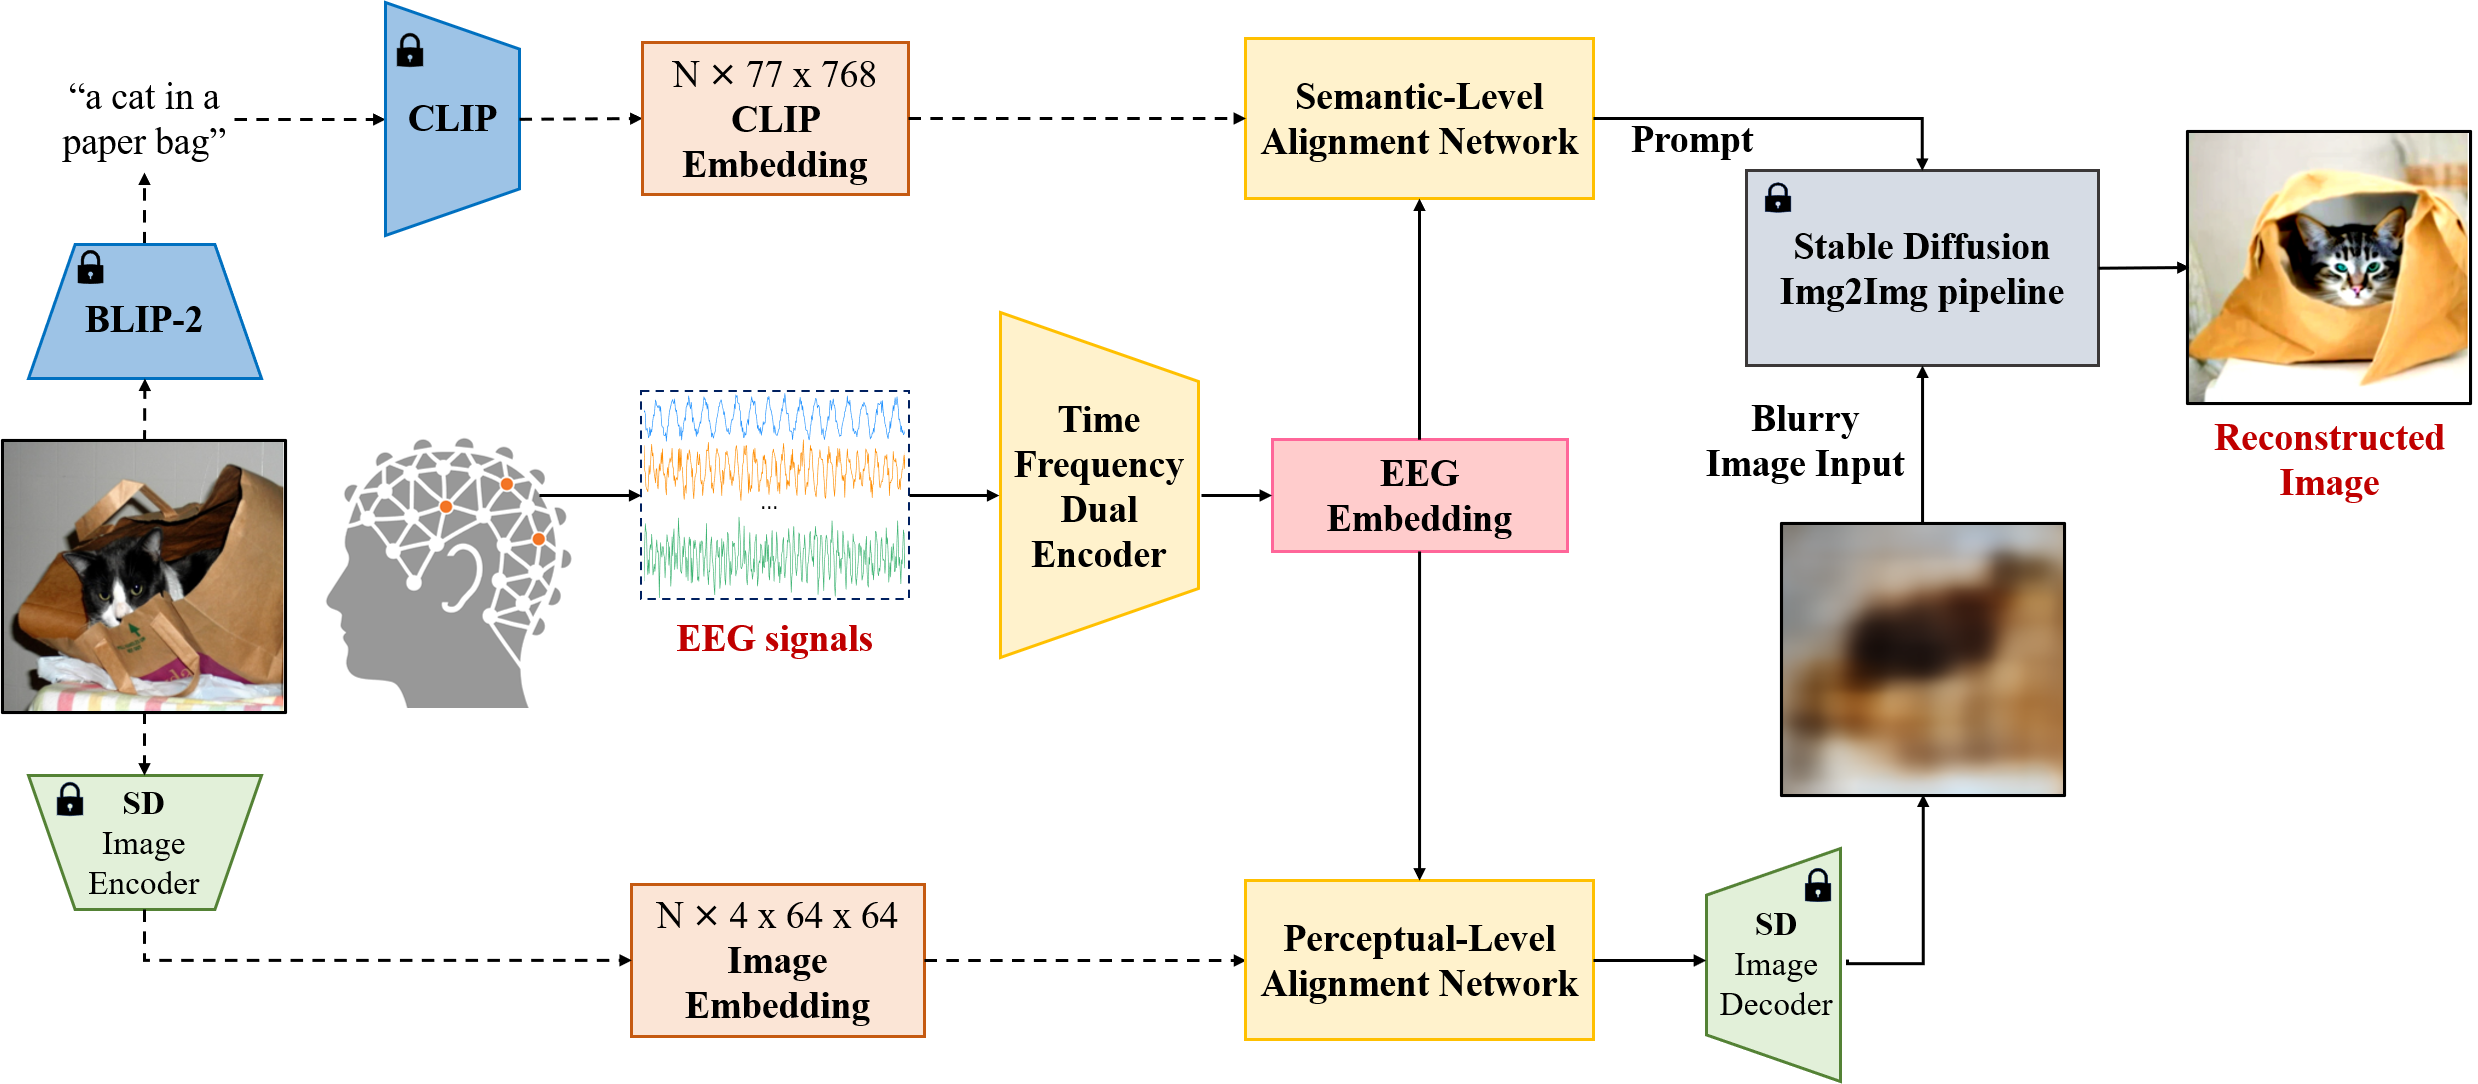 “a cat in a
paper bag”
CLIP
N × 77 x 768
CLIP
Embedding
Semantic-Level
Alignment Network
Prompt
BLIP-2
Stable Diffusion
Img2Img pipeline
Reconstructed
Image
EEG signals
...
Time
Frequency
Dual
Encoder
EEG
Embedding
Blurry
Image Input
SD
Image
Encoder
N × 4 x 64 x 64
Image
Embedding
Perceptual-Level
Alignment Network
SD
Image
Decoder